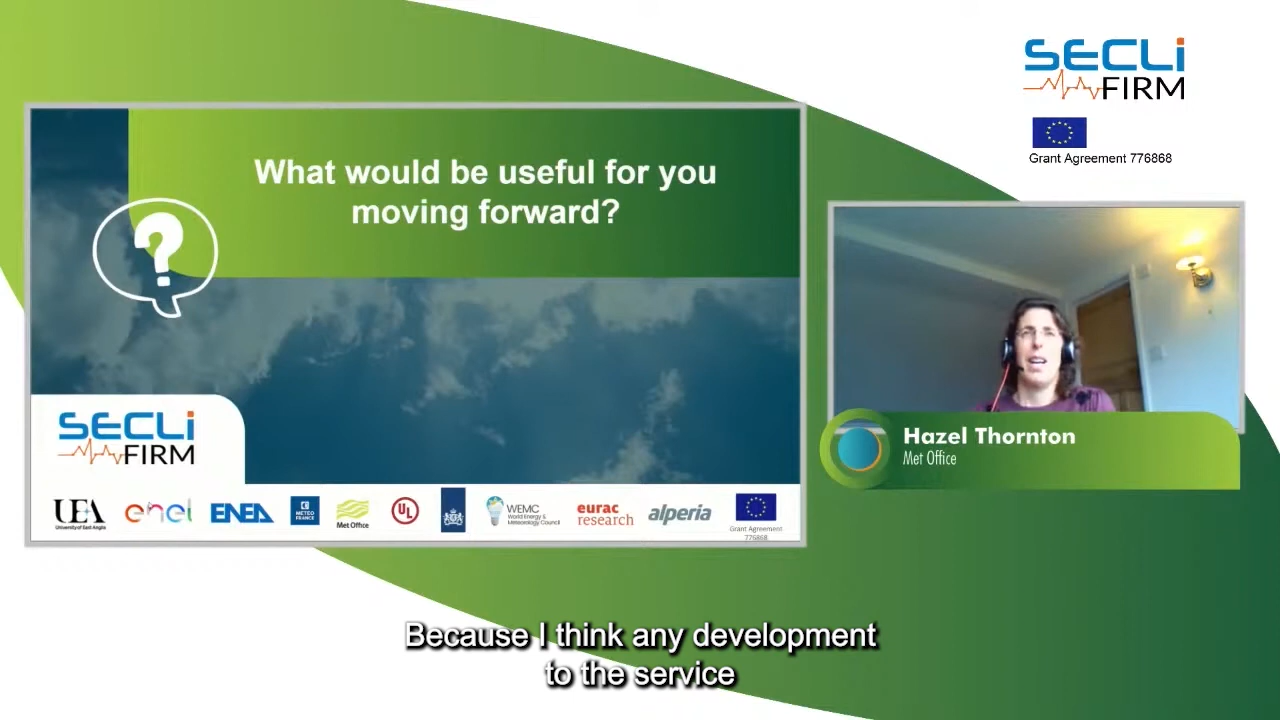 SECLi
FIRM
Grant Agreement 776868
What would be useful for you
moving forward?
?
SECLi
FIRM
UEA
University of East Anglia
enel
ENEA
METEO
FRANCE
Met Office
UL
WEMC
World Energy &
Meteorology Council
eurac
research
alperia
Grant Agreement
776868
Hazel Thornton
Met Office
Because I think any development
to the service